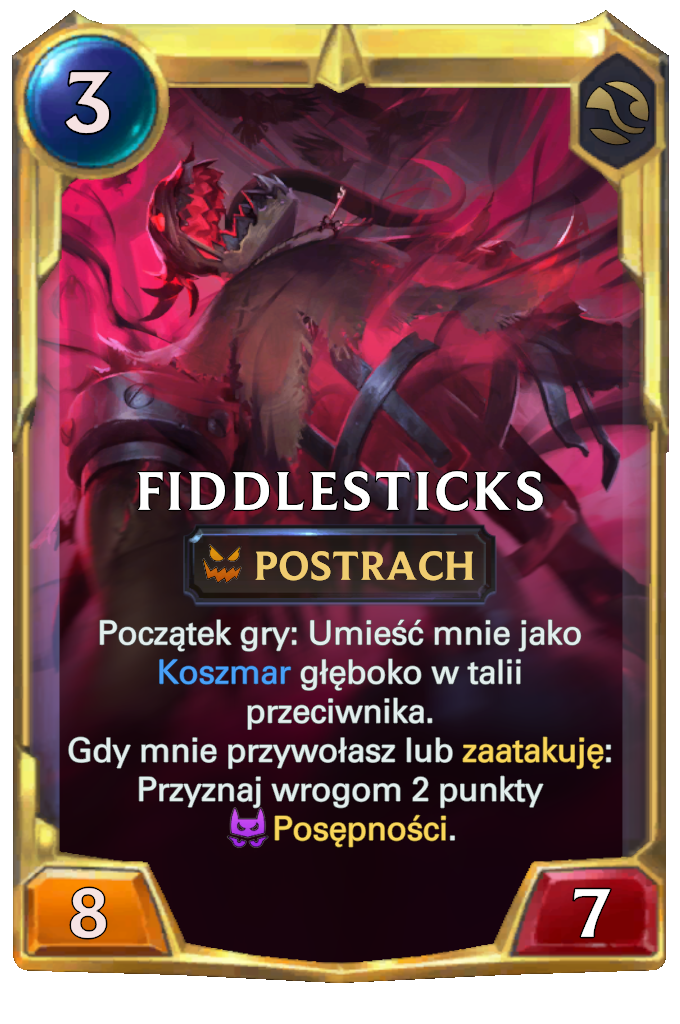 3
FIDDLESTICKS
POSTRACH
Początek gry: Umieść mnie jako
Koszmar głęboko w talii
przeciwnika.
Gdy mnie przywołasz lub zaatakuję:
Przyznaj wrogom 2 punkty
Posępności.
8
7